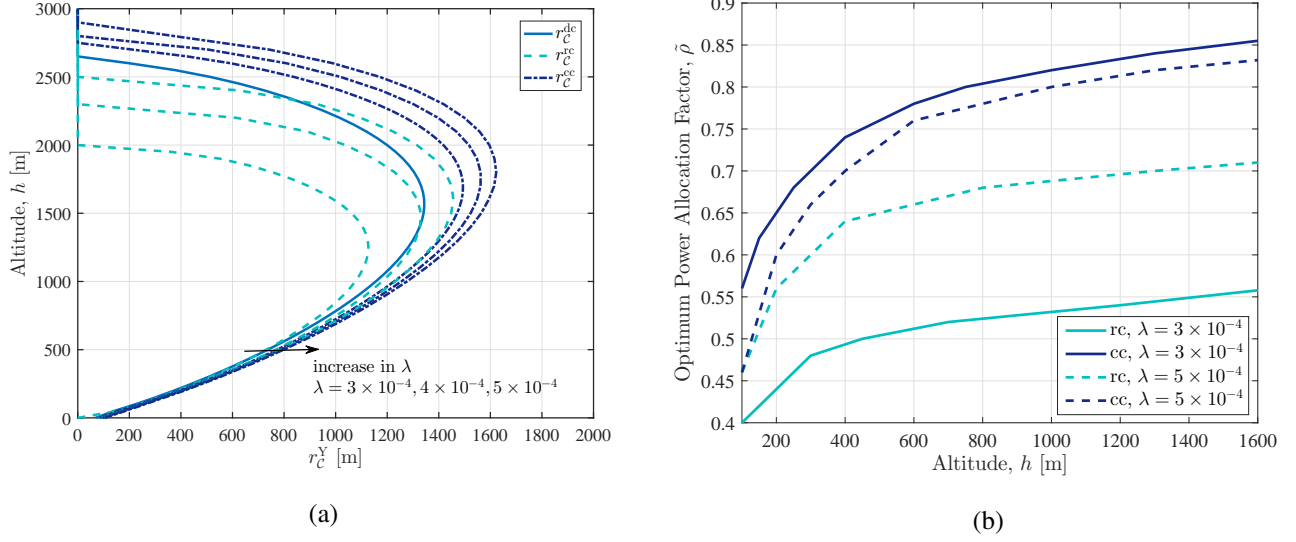 3000
2500
2000
1500
1000
500
0
Altitude, h [m]
r_C^dc
r_C^rc
r_C^cc
increase in λ
λ = 3 × 10⁻⁴, 4 × 10⁻⁴, 5 × 10⁻⁴
0 200 400 600 800 1000 1200 1400 1600 1800 2000
r_C^Y [m]
(a)
0.85
0.8
0.75
0.7
0.65
0.6
0.55
0.5
0.45
0.4
Optimum Power Allocation Factor, ρ̃
rc, λ = 3 × 10⁻⁴
cc, λ = 3 × 10⁻⁴
rc, λ = 5 × 10⁻⁴
cc, λ = 5 × 10⁻⁴
200 400 600 800 1000 1200 1400 1600
Altitude, h [m]
(b)